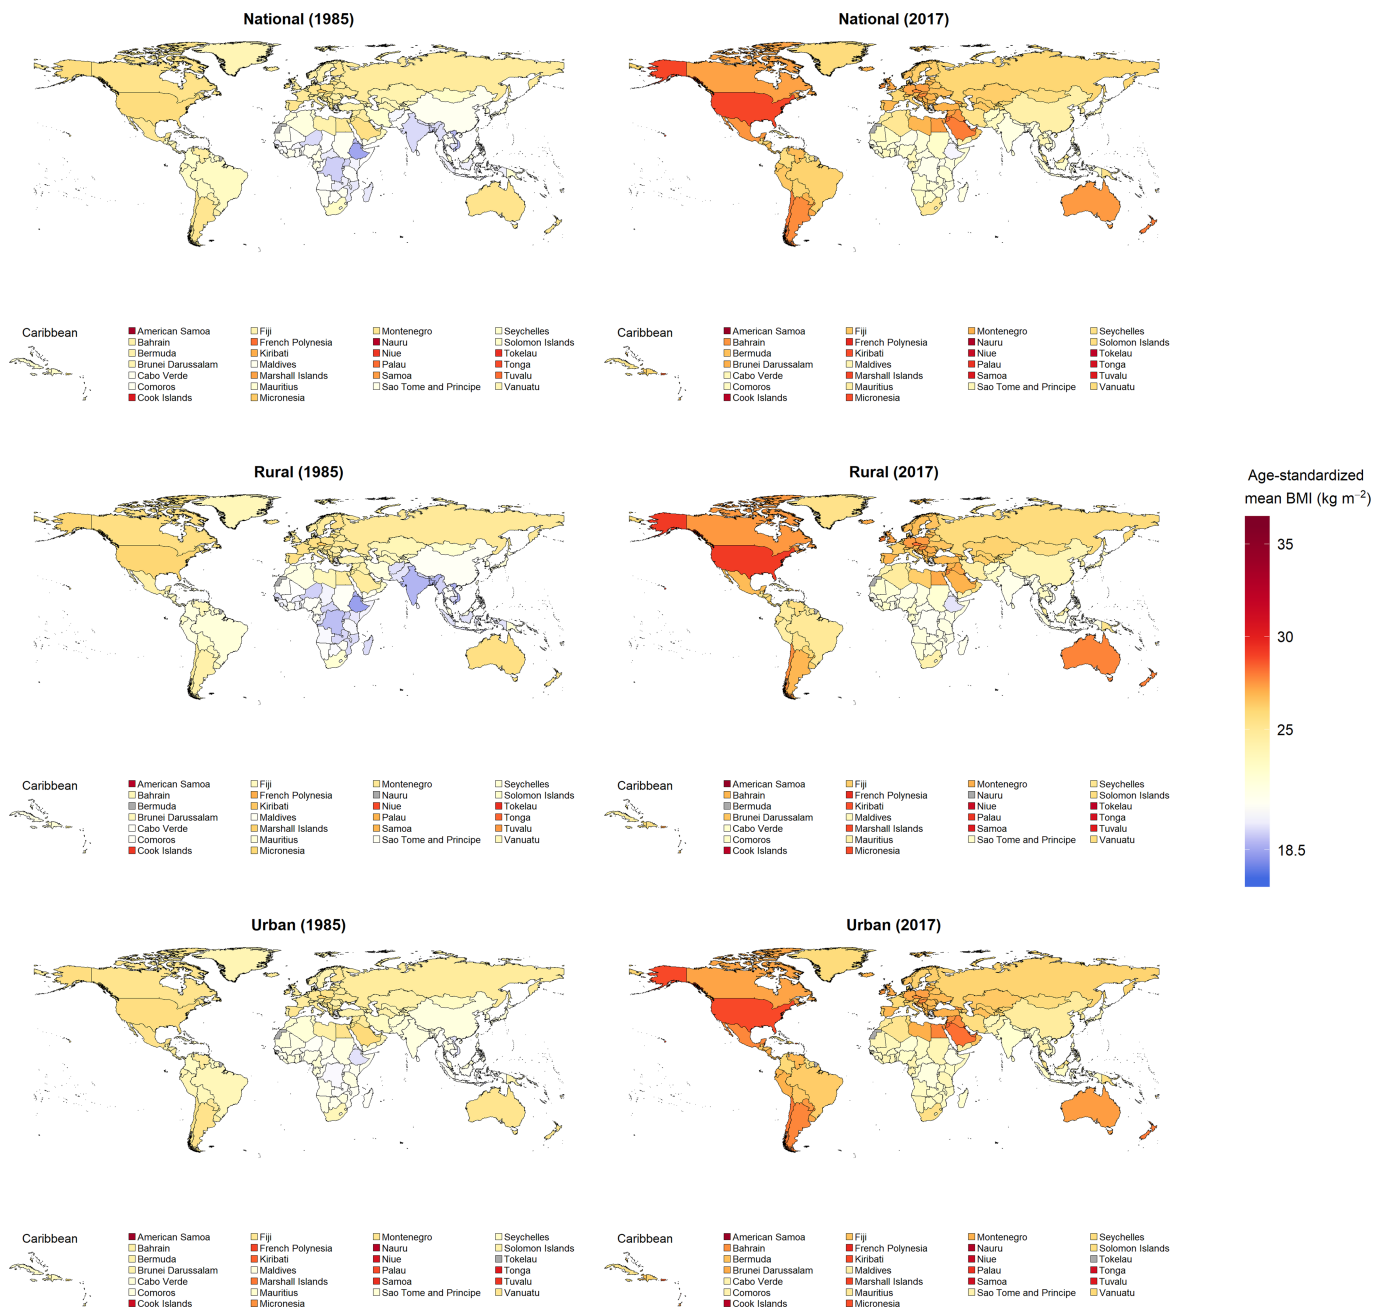 National (1985)
National (2017)
Caribbean
American Samoa
Bahrain
Bermuda
Brunei Darussalam
Cabo Verde
Comoros
Cook Islands
Fiji
French Polynesia
Kiribati
Maldives
Marshall Islands
Mauritius
Micronesia
Montenegro
Nauru
Niue
Palau
Samoa
Sao Tome and Principe
Seychelles
Solomon Islands
Tokelau
Tonga
Tuvalu
Vanuatu
Caribbean
American Samoa
Bahrain
Bermuda
Brunei Darussalam
Cabo Verde
Comoros
Cook Islands
Fiji
French Polynesia
Kiribati
Maldives
Marshall Islands
Mauritius
Micronesia
Montenegro
Nauru
Niue
Palau
Samoa
Sao Tome and Principe
Seychelles
Solomon Islands
Tokelau
Tonga
Tuvalu
Vanuatu
Rural (1985)
Rural (2017)
Caribbean
American Samoa
Bahrain
Bermuda
Brunei Darussalam
Cabo Verde
Comoros
Cook Islands
Fiji
French Polynesia
Kiribati
Maldives
Marshall Islands
Mauritius
Micronesia
Montenegro
Nauru
Niue
Palau
Samoa
Sao Tome and Principe
Seychelles
Solomon Islands
Tokelau
Tonga
Tuvalu
Vanuatu
Caribbean
American Samoa
Bahrain
Bermuda
Brunei Darussalam
Cabo Verde
Comoros
Cook Islands
Fiji
French Polynesia
Kiribati
Maldives
Marshall Islands
Mauritius
Micronesia
Montenegro
Nauru
Niue
Palau
Samoa
Sao Tome and Principe
Seychelles
Solomon Islands
Tokelau
Tonga
Tuvalu
Vanuatu
Age-standardized
mean BMI (kg m⁻²)
35
30
25
18.5
Urban (1985)
Urban (2017)
Caribbean
American Samoa
Bahrain
Bermuda
Brunei Darussalam
Cabo Verde
Comoros
Cook Islands
Fiji
French Polynesia
Kiribati
Maldives
Marshall Islands
Mauritius
Micronesia
Montenegro
Nauru
Niue
Palau
Samoa
Sao Tome and Principe
Seychelles
Solomon Islands
Tokelau
Tonga
Tuvalu
Vanuatu
Caribbean
American Samoa
Bahrain
Bermuda
Brunei Darussalam
Cabo Verde
Comoros
Cook Islands
Fiji
French Polynesia
Kiribati
Maldives
Marshall Islands
Mauritius
Micronesia
Montenegro
Nauru
Niue
Palau
Samoa
Sao Tome and Principe
Seychelles
Solomon Islands
Tokelau
Tonga
Tuvalu
Vanuatu